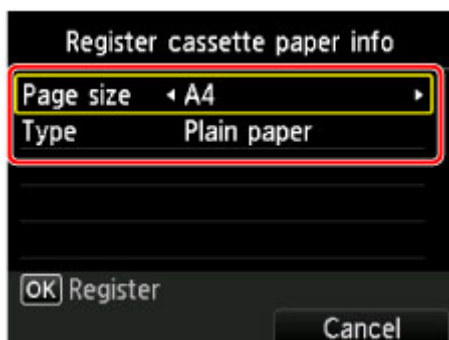 Register cassette paper info
Page size A4
Type Plain paper
OK Register
Cancel